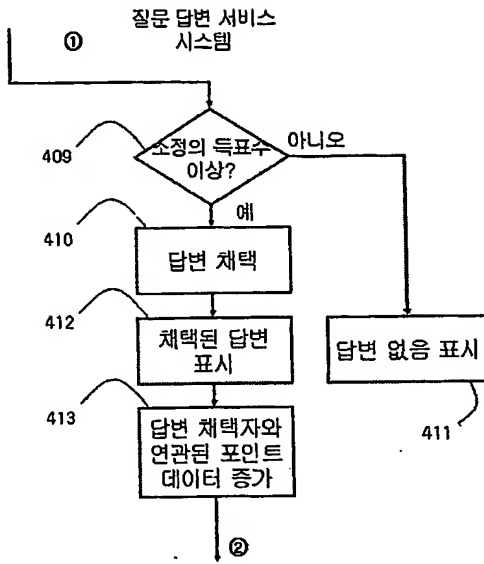 질문 답변 서비스
시스템
①
409
소정의 득표수
이상?
아니오
예
410
답변 채택
412
채택된 답변
표시
답변 없음 표시
411
413
답변 채택자와
연관된 포인트
데이터 증가
②